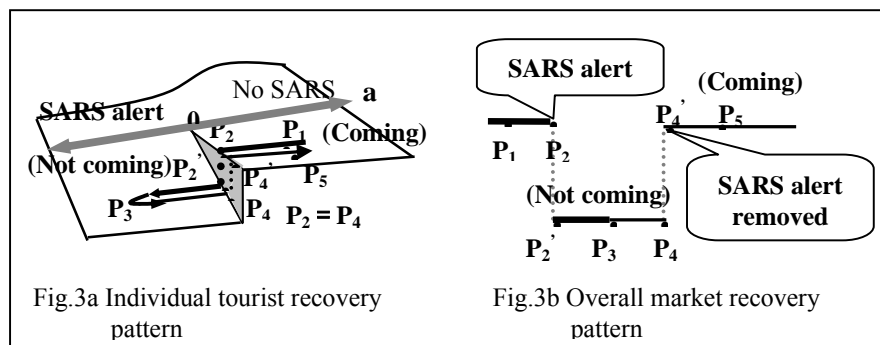 SARS alert
No SARS
a
0
(Coming)
(Not coming)
P₂
P₁
P₂'
P₄'
P₅
P₃
P₄
P₂ = P₄
Fig.3a Individual tourist recovery
pattern
SARS alert
(Coming)
P₁
P₂
P₄'
P₅
(Not coming)
SARS alert
removed
P₂'
P₃
P₄
Fig.3b Overall market recovery
pattern